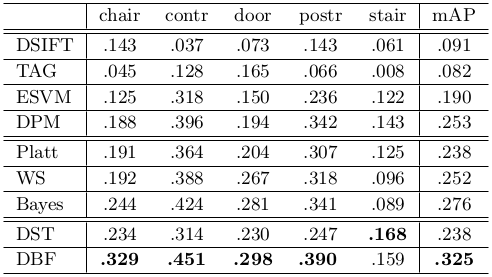 chair contr door postr stair mAP
DSIFT .143 .037 .073 .143 .061 .091
TAG .045 .128 .165 .066 .008 .082
ESVM .125 .318 .150 .236 .122 .190
DPM .188 .396 .194 .342 .143 .253
Platt .191 .364 .204 .307 .125 .238
WS .192 .388 .267 .318 .096 .252
Bayes .244 .424 .281 .341 .089 .276
DST .234 .314 .230 .247 .168 .238
DBF .329 .451 .298 .390 .159 .325